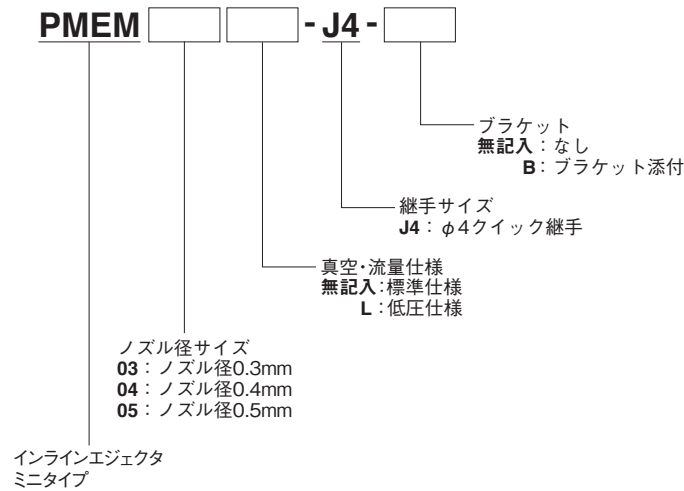 PMEM - J4 -
ブラケット
無記入：なし
B：ブラケット添付
継手サイズ
J4：φ4クイック継手
真空・流量仕様
無記入：標準仕様
L：低圧仕様
ノズル径サイズ
03：ノズル径0.3mm
04：ノズル径0.4mm
05：ノズル径0.5mm
インラインエジェクタ
ミニタイプ